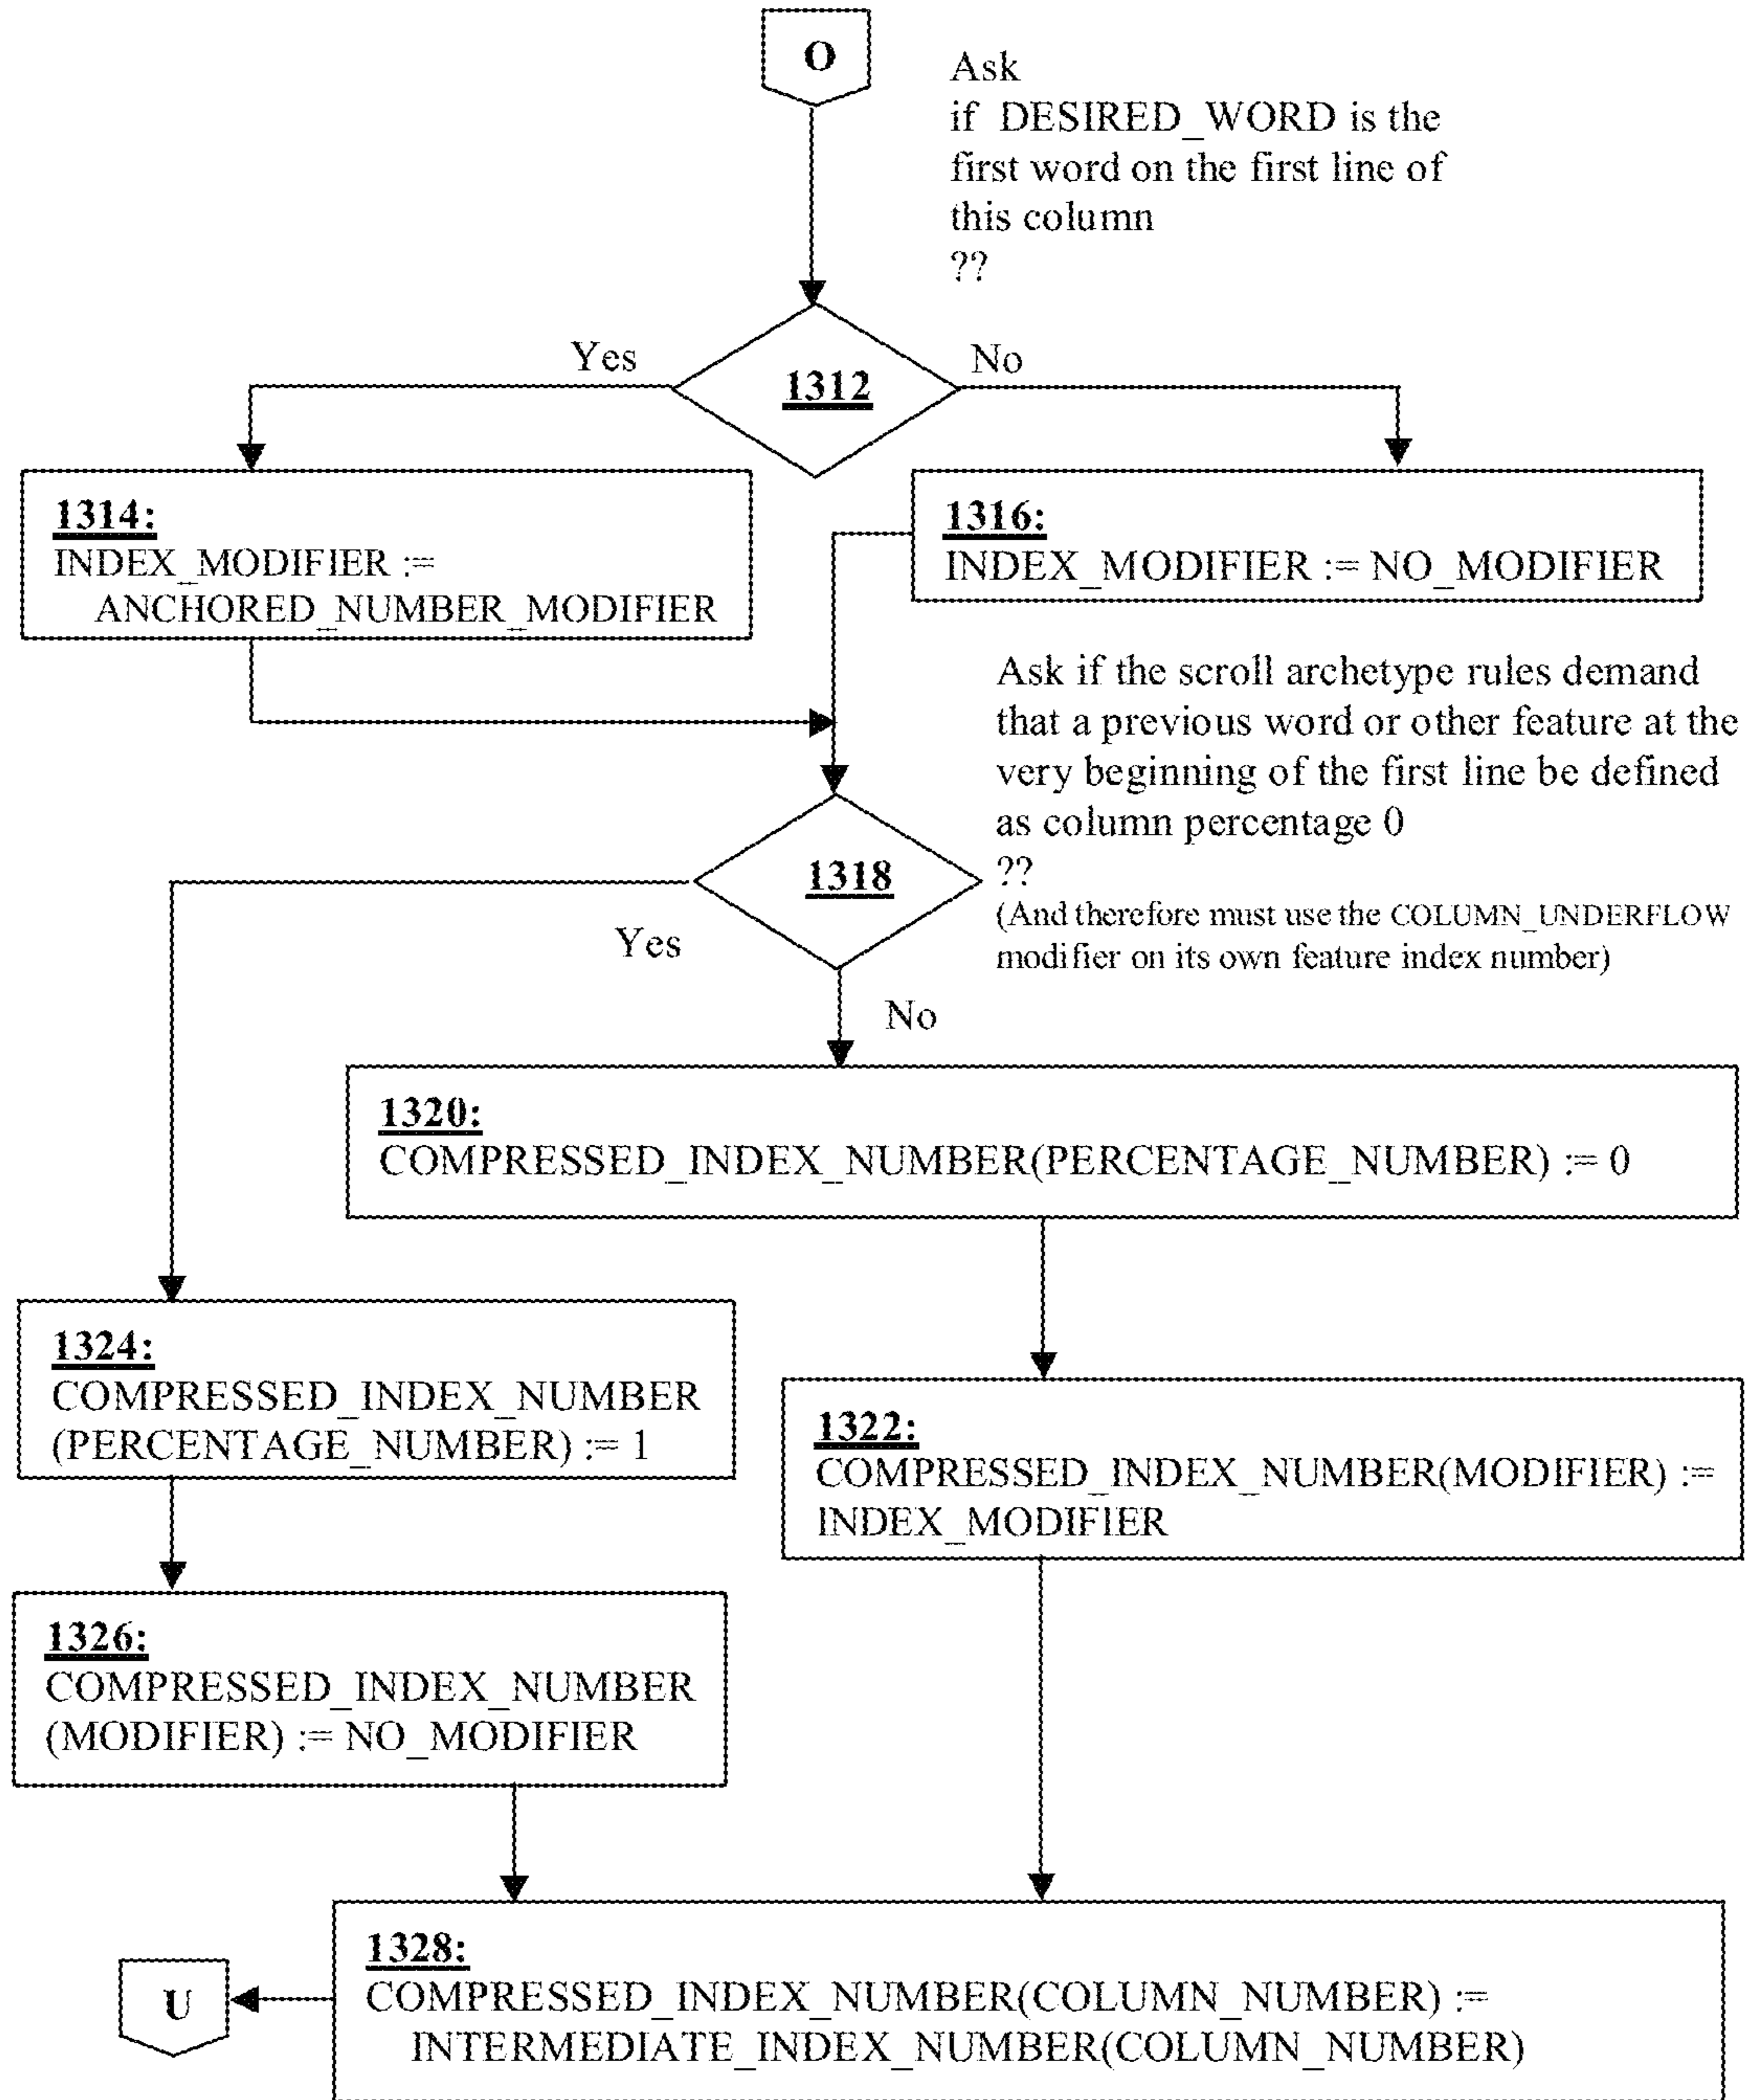 O
Ask
if DESIRED_WORD is the
first word on the first line of
this column
??
Yes
No
1312
1314:
INDEX_MODIFIER :=
ANCHORED_NUMBER_MODIFIER
1316:
INDEX_MODIFIER := NO_MODIFIER
Ask if the scroll archetype rules demand
that a previous word or other feature at the
very beginning of the first line be defined
as column percentage 0
??
(And therefore must use the COLUMN_UNDERFLOW
modifier on its own feature index number)
1318
Yes
No
1320:
COMPRESSED_INDEX_NUMBER(PERCENTAGE_NUMBER) := 0
1324:
COMPRESSED_INDEX_NUMBER
(PERCENTAGE_NUMBER) := 1
1322:
COMPRESSED_INDEX_NUMBER(MODIFIER) :=
INDEX_MODIFIER
1326:
COMPRESSED_INDEX_NUMBER
(MODIFIER) := NO_MODIFIER
1328:
COMPRESSED_INDEX_NUMBER(COLUMN_NUMBER) :=
INTERMEDIATE_INDEX_NUMBER(COLUMN_NUMBER)
U